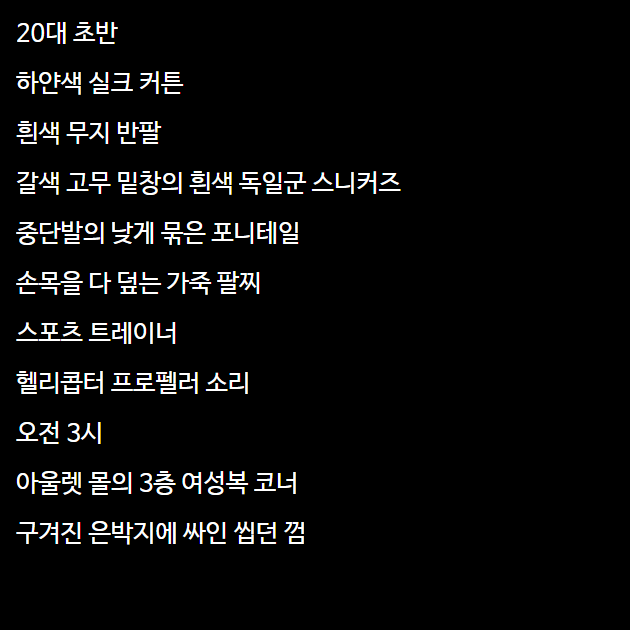 20대 초반
하얀색 실크 커튼
흰색 무지 반팔
갈색 고무 밑창의 흰색 독일군 스니커즈
중단발의 낮게 묶은 포니테일
손목을 다 덮는 가죽 팔찌
스포츠 트레이너
헬리콥터 프로펠러 소리
오전 3시
아울렛 몰의 3층 여성복 코너
구겨진 은박지에 싸인 씹던 껌